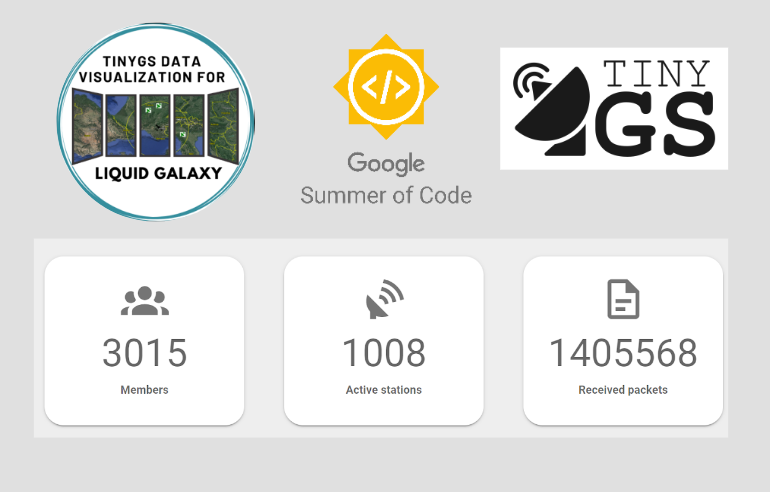 TINYGS DATA
VISUALIZATION FOR
LIQUID GALAXY
</>
Google
Summer of Code
TINY
GS
3015
Members
1008
Active stations
1405568
Received packets